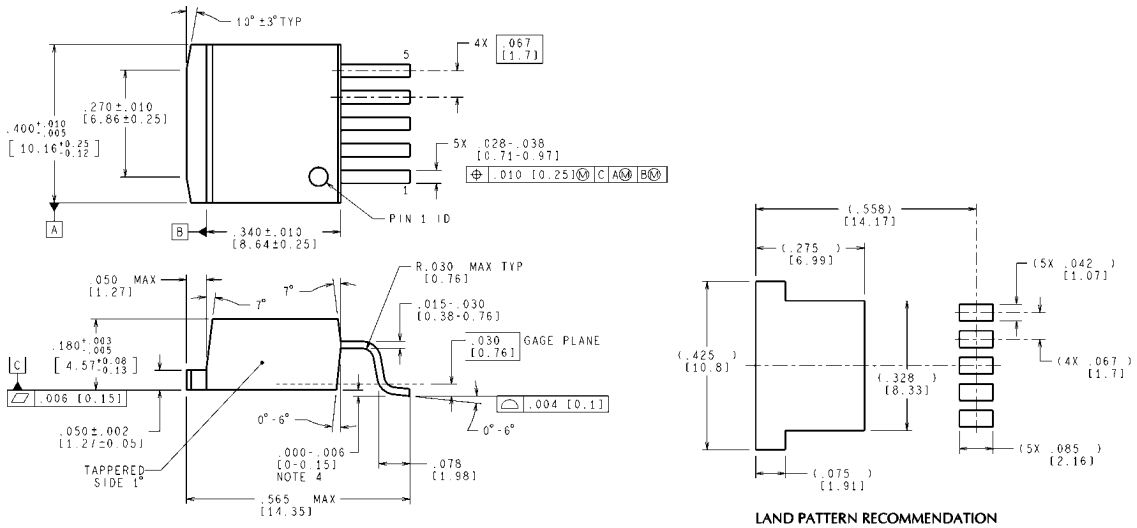 10° ±3° TYP
4X .067
[1.7]
5
.270±.010
[6.86±0.25]
.400+.010
-.005
[ 10.16+0.25
-0.12 ]
5X .028-.038
[0.71-0.97]
⌖ .010 [0.25]Ⓜ C AⓂ BⓂ
1
PIN 1 ID
A
B
.340±.010
[8.64±0.25]
.050 MAX
[1.27]
7°
7°
R.030 MAX TYP
[0.76]
.015-.030
[0.38-0.76]
.030
[0.76]
GAGE PLANE
.180+.003
-.005
[ 4.57+0.08
-0.13 ]
C
⏥ .006 [0.15]
⌓ .004 [0.1]
0°-6°
0°-6°
.050±.002
[1.27±0.05]
TAPPERED
SIDE 1°
.000-.006
[0-0.15]
NOTE 4
.078
[1.98]
.565 MAX
[14.35]
(.558 )
[14.17]
(.275 )
[6.99]
(5X .042 )
[1.07]
(.425 )
[10.8]
(.328 )
[8.33]
(4X .067 )
[1.7]
(.075 )
[1.91]
(5X .085 )
[2.16]
LAND PATTERN RECOMMENDATION